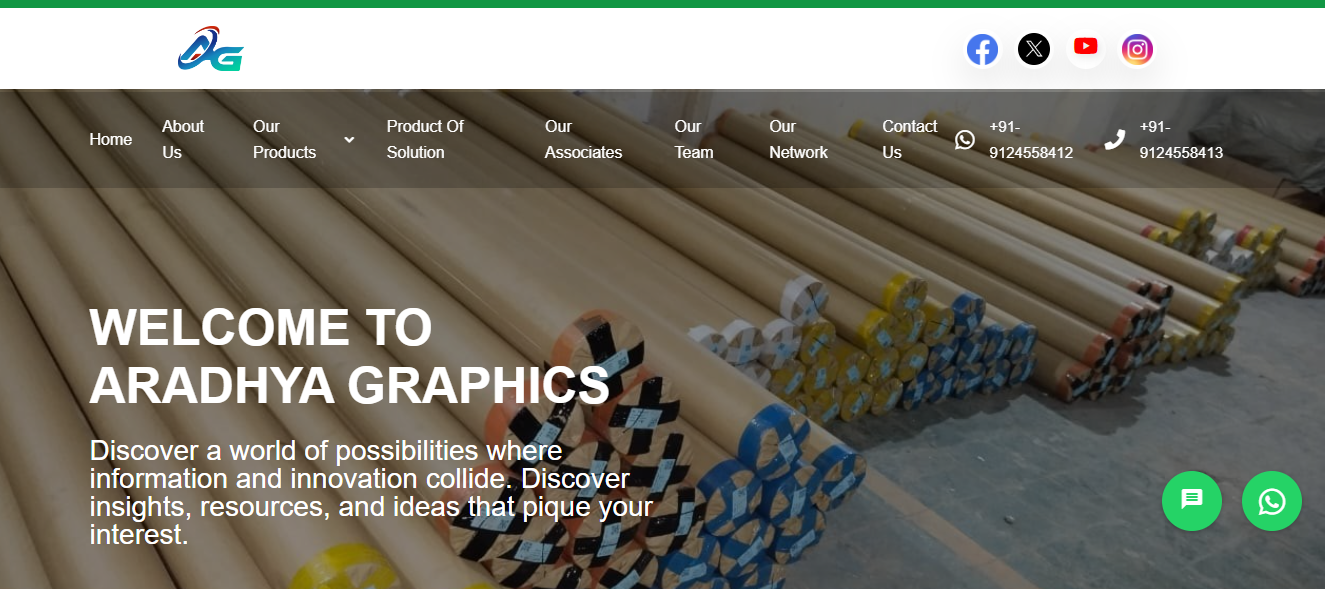 AG
Home
About Us
Our Products
Product Of Solution
Our Associates
Our Team
Our Network
Contact Us
+91-9124558412
+91-9124558413
WELCOME TO
ARADHYA GRAPHICS
Discover a world of possibilities where
information and innovation collide. Discover
insights, resources, and ideas that pique your
interest.